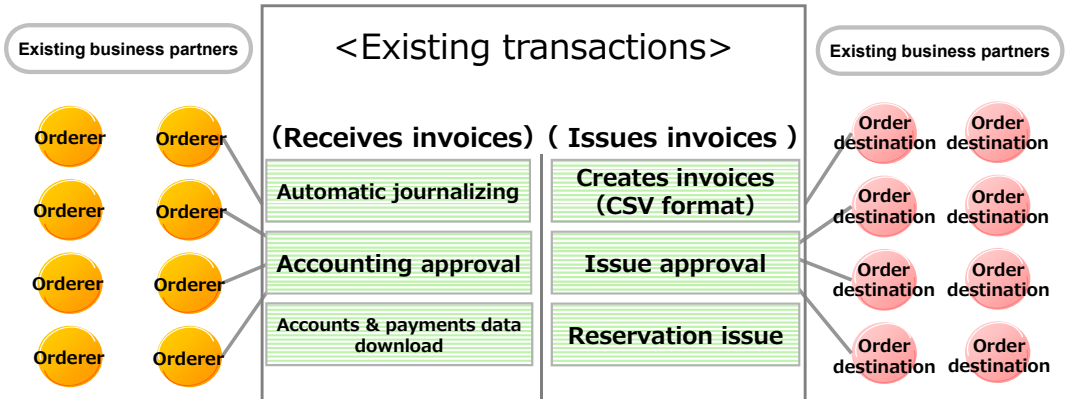 Existing business partners
<Existing transactions>
Existing business partners
(Receives invoices)
( Issues invoices )
Orderer
Orderer
Orderer
Orderer
Orderer
Orderer
Orderer
Orderer
Automatic journalizing
Accounting approval
Accounts & payments data
download
Creates invoices
(CSV format)
Issue approval
Reservation issue
Order
destination
Order
destination
Order
destination
Order
destination
Order
destination
Order
destination
Order
destination
Order
destination